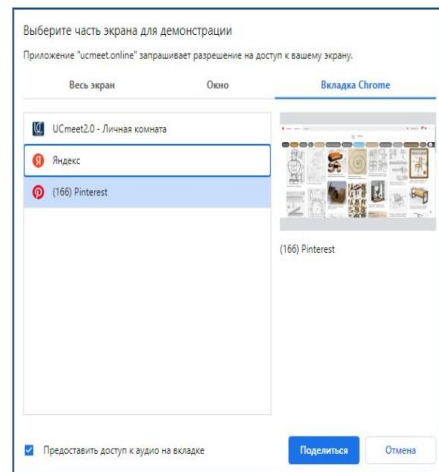 Выберите часть экрана для демонстрации
Приложение "ucmeet.online" запрашивает разрешение на доступ к вашему экрану.
Весь экран
Окно
Вкладка Chrome
UCmeet2.0 - Личная комната
Яндекс
(166) Pinterest
(166) Pinterest
Предоставить доступ к аудио на вкладке
Поделиться
Отмена